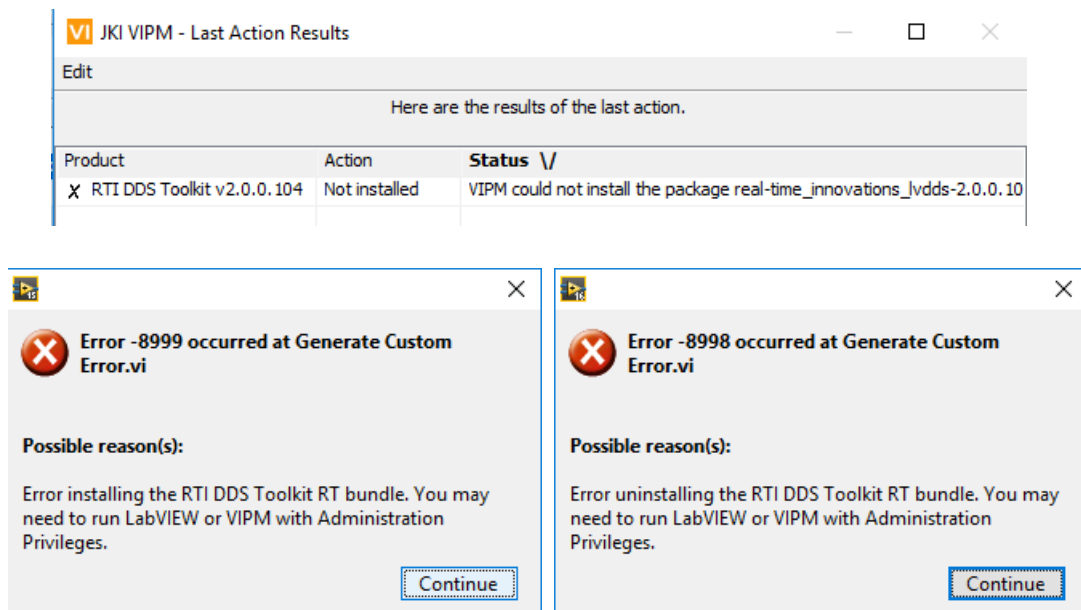 VI JKI VIPM - Last Action Results
Edit
Here are the results of the last action.
Product Action Status \/
X RTI DDS Toolkit v2.0.0.104 Not installed VIPM could not install the package real-time_innovations_lvdds-2.0.0.10
Error -8999 occurred at Generate Custom
Error.vi
Possible reason(s):
Error installing the RTI DDS Toolkit RT bundle. You may
need to run LabVIEW or VIPM with Administration
Privileges.
Continue
Error -8998 occurred at Generate Custom
Error.vi
Possible reason(s):
Error uninstalling the RTI DDS Toolkit RT bundle. You may
need to run LabVIEW or VIPM with Administration
Privileges.
Continue